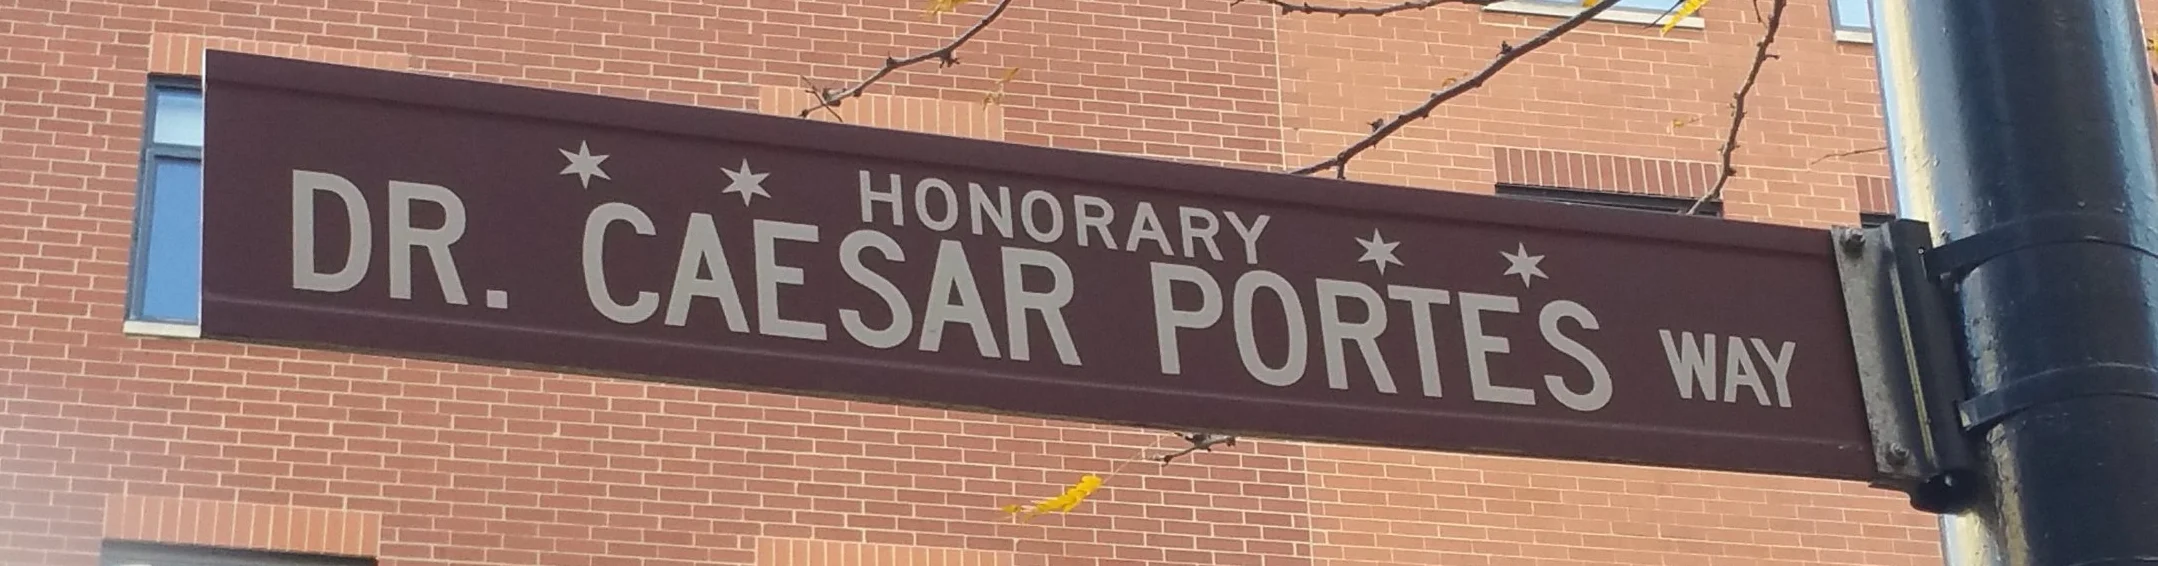 HONORARY
DR. CAESAR PORTES WAY